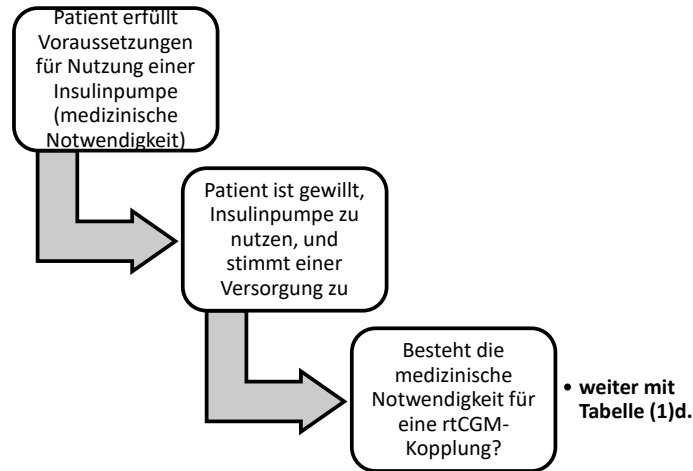 Patient erfüllt
Voraussetzungen
für Nutzung einer
Insulinpumpe
(medizinische
Notwendigkeit)
Patient ist gewillt,
Insulinpumpe zu
nutzen, und
stimmt einer
Versorgung zu
Besteht die
medizinische
Notwendigkeit für
eine rtCGM-
Kopplung?
• weiter mit
Tabelle (1)d.